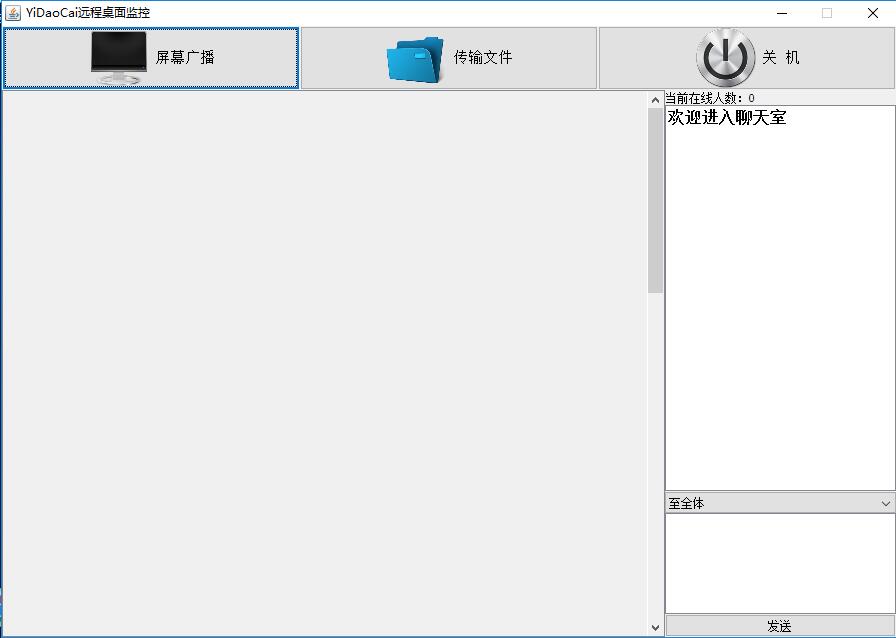 YiDaoCai远程桌面监控
屏幕广播
传输文件
关 机
当前在线人数：0
欢迎进入聊天室
至全体
发送